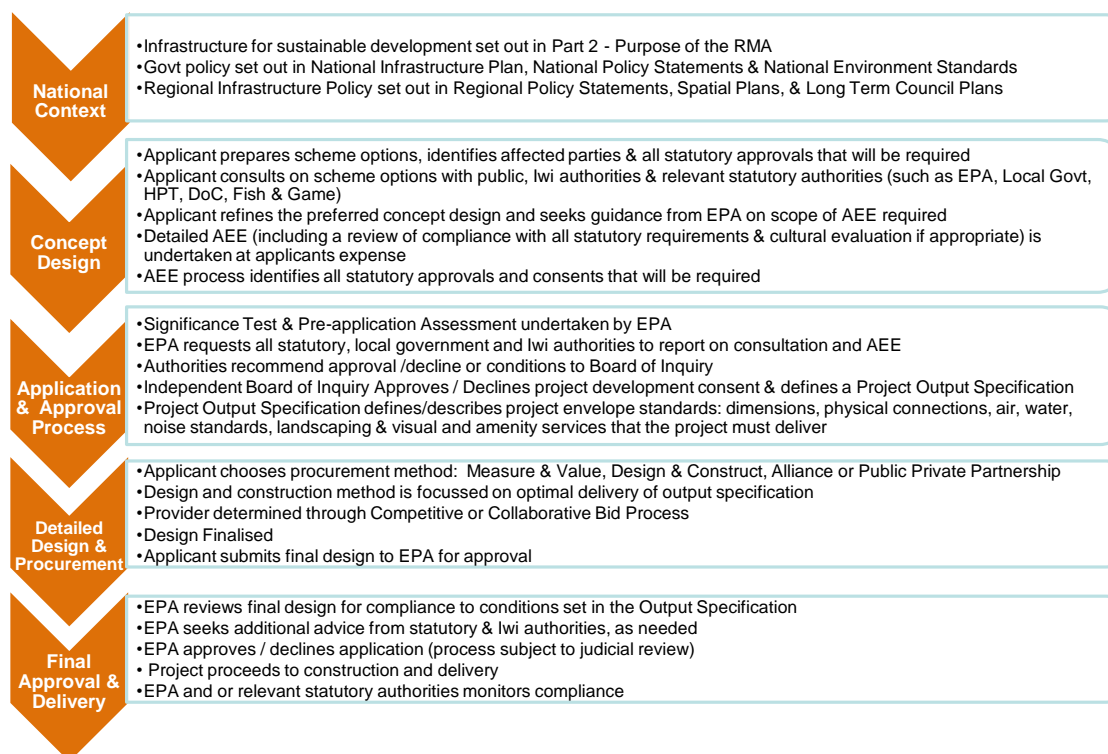 National
Context
•Infrastructure for sustainable development set out in Part 2 - Purpose of the RMA
•Govt policy set out in National Infrastructure Plan, National Policy Statements & National Environment Standards
•Regional Infrastructure Policy set out in Regional Policy Statements, Spatial Plans, & Long Term Council Plans
Concept
Design
•Applicant prepares scheme options, identifies affected parties & all statutory approvals that will be required
•Applicant consults on scheme options with public, Iwi authorities & relevant statutory authorities (such as EPA, Local Govt,
HPT, DoC, Fish & Game)
•Applicant refines the preferred concept design and seeks guidance from EPA on scope of AEE required
•Detailed AEE (including a review of compliance with all statutory requirements & cultural evaluation if appropriate) is
undertaken at applicants expense
•AEE process identifies all statutory approvals and consents that will be required
Application
& Approval
Process
•Significance Test & Pre-application Assessment undertaken by EPA
•EPA requests all statutory, local government and Iwi authorities to report on consultation and AEE
•Authorities recommend approval /decline or conditions to Board of Inquiry
•Independent Board of Inquiry Approves / Declines project development consent & defines a Project Output Specification
•Project Output Specification defines/describes project envelope standards: dimensions, physical connections, air, water,
noise standards, landscaping & visual and amenity services that the project must deliver
Detailed
Design &
Procurement
•Applicant chooses procurement method: Measure & Value, Design & Construct, Alliance or Public Private Partnership
•Design and construction method is focussed on optimal delivery of output specification
•Provider determined through Competitive or Collaborative Bid Process
•Design Finalised
•Applicant submits final design to EPA for approval
Final
Approval &
Delivery
•EPA reviews final design for compliance to conditions set in the Output Specification
•EPA seeks additional advice from statutory & Iwi authorities, as needed
•EPA approves / declines application (process subject to judicial review)
• Project proceeds to construction and delivery
•EPA and or relevant statutory authorities monitors compliance